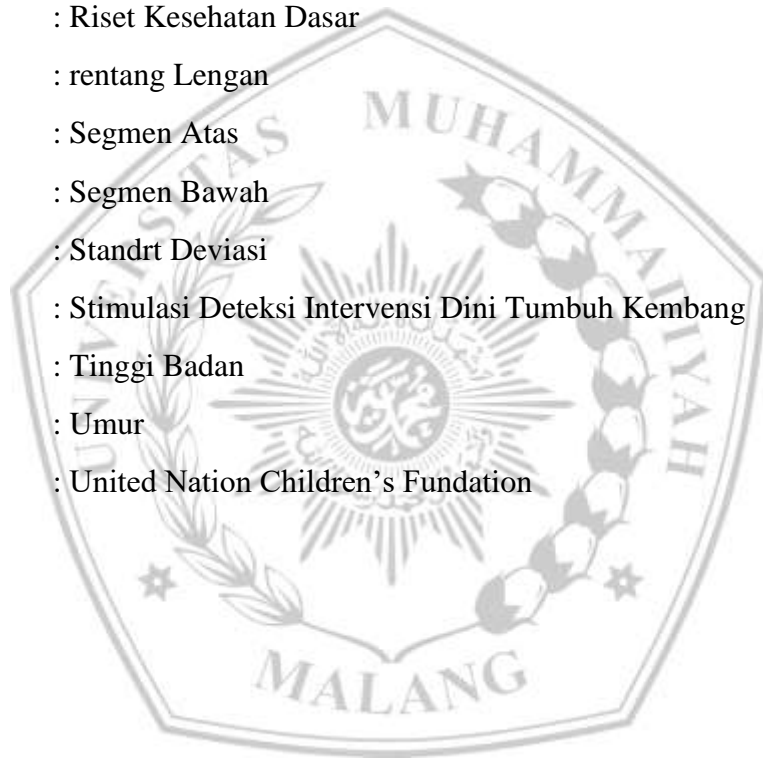 : Riset Kesehatan Dasar
: rentang Lengan
: Segmen Atas
: Segmen Bawah
: Standrt Deviasi
: Stimulasi Deteksi Intervensi Dini Tumbuh Kembang
: Tinggi Badan
: Umur
: United Nation Children’s Fundation
UNIVERSITAS MUHAMMADIYAH
MALANG